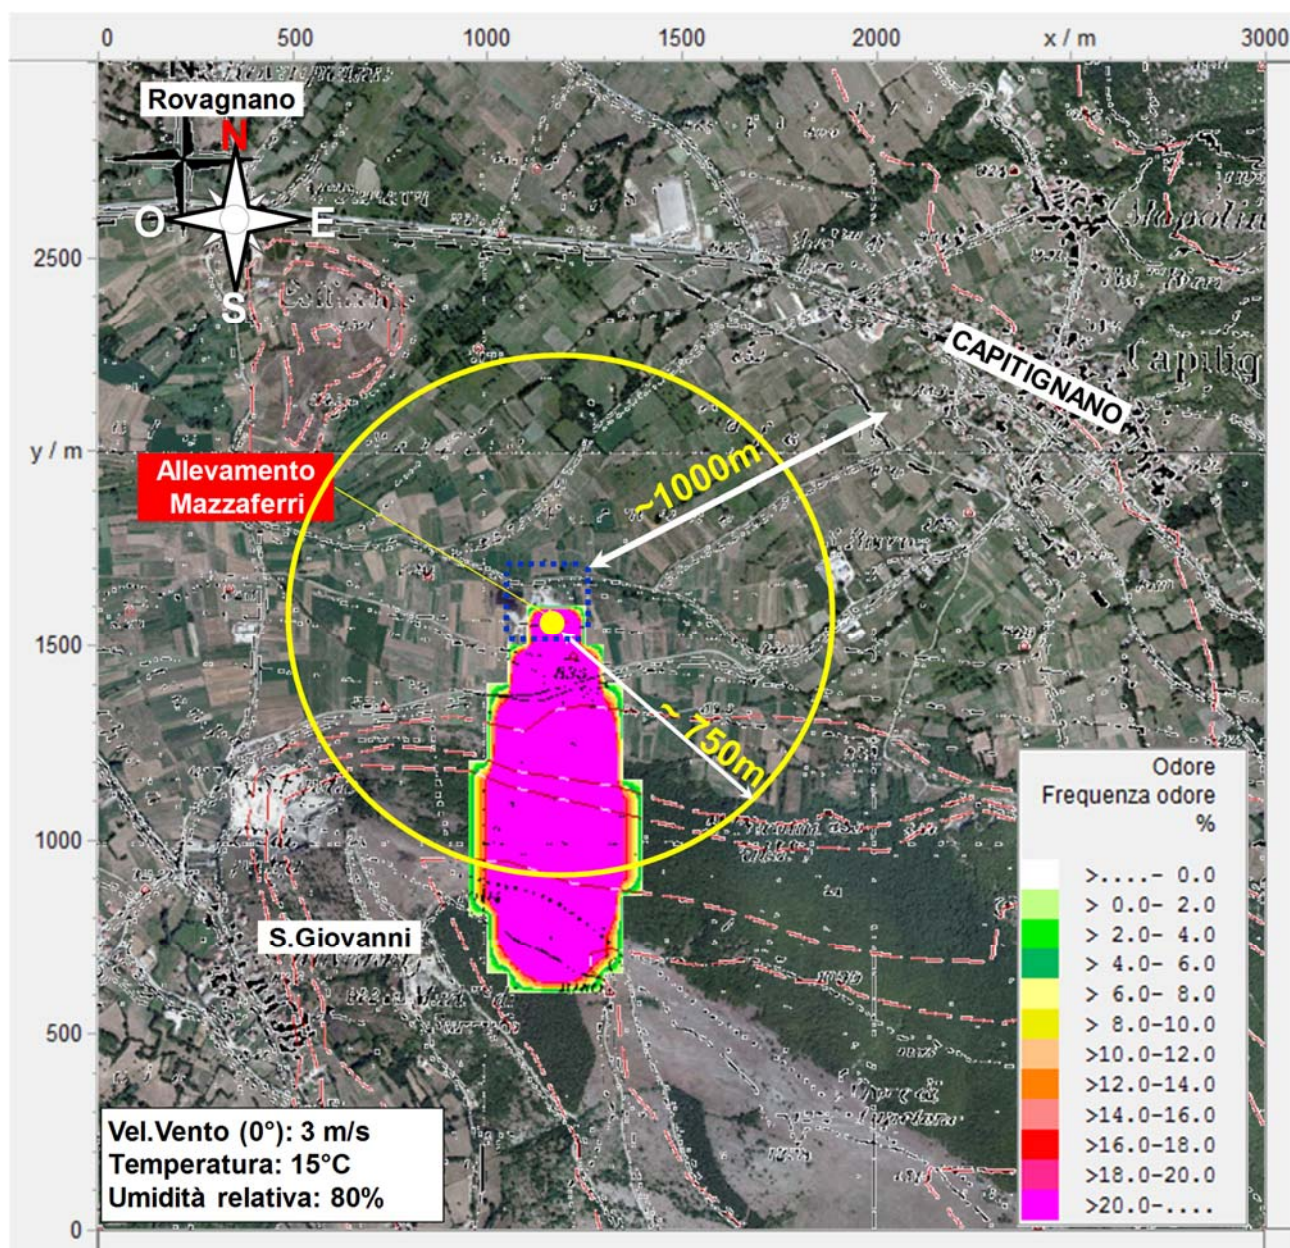 0 500 1000 1500 2000 x / m 3000
Rovagnano
N
O E
S
2500
y / m
1500
1000
500
0
CAPITIGNANO
Capitig
~1000m
Allevamento
Mazzaferri
~ 750m
S.Giovanni
Odore
Frequenza odore
%
>....- 0.0
> 0.0- 2.0
> 2.0- 4.0
> 4.0- 6.0
> 6.0- 8.0
> 8.0-10.0
>10.0-12.0
>12.0-14.0
>14.0-16.0
>16.0-18.0
>18.0-20.0
>20.0-....
Vel.Vento (0°): 3 m/s
Temperatura: 15°C
Umidità relativa: 80%